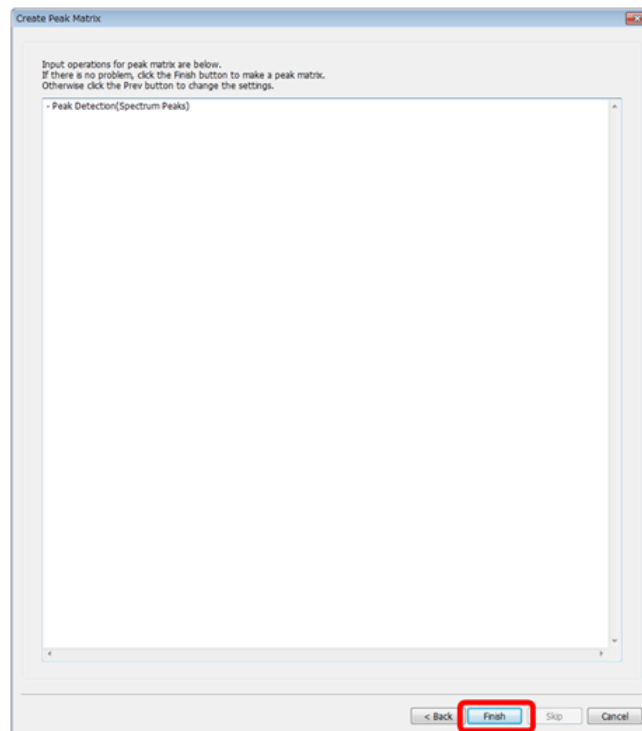 Create Peak Matrix
Input operations for peak matrix are below.
If there is no problem, click the Finish button to make a peak matrix.
Otherwise click the Prev button to change the settings.
- Peak Detection(Spectrum Peaks)
< Back Finish Skip Cancel